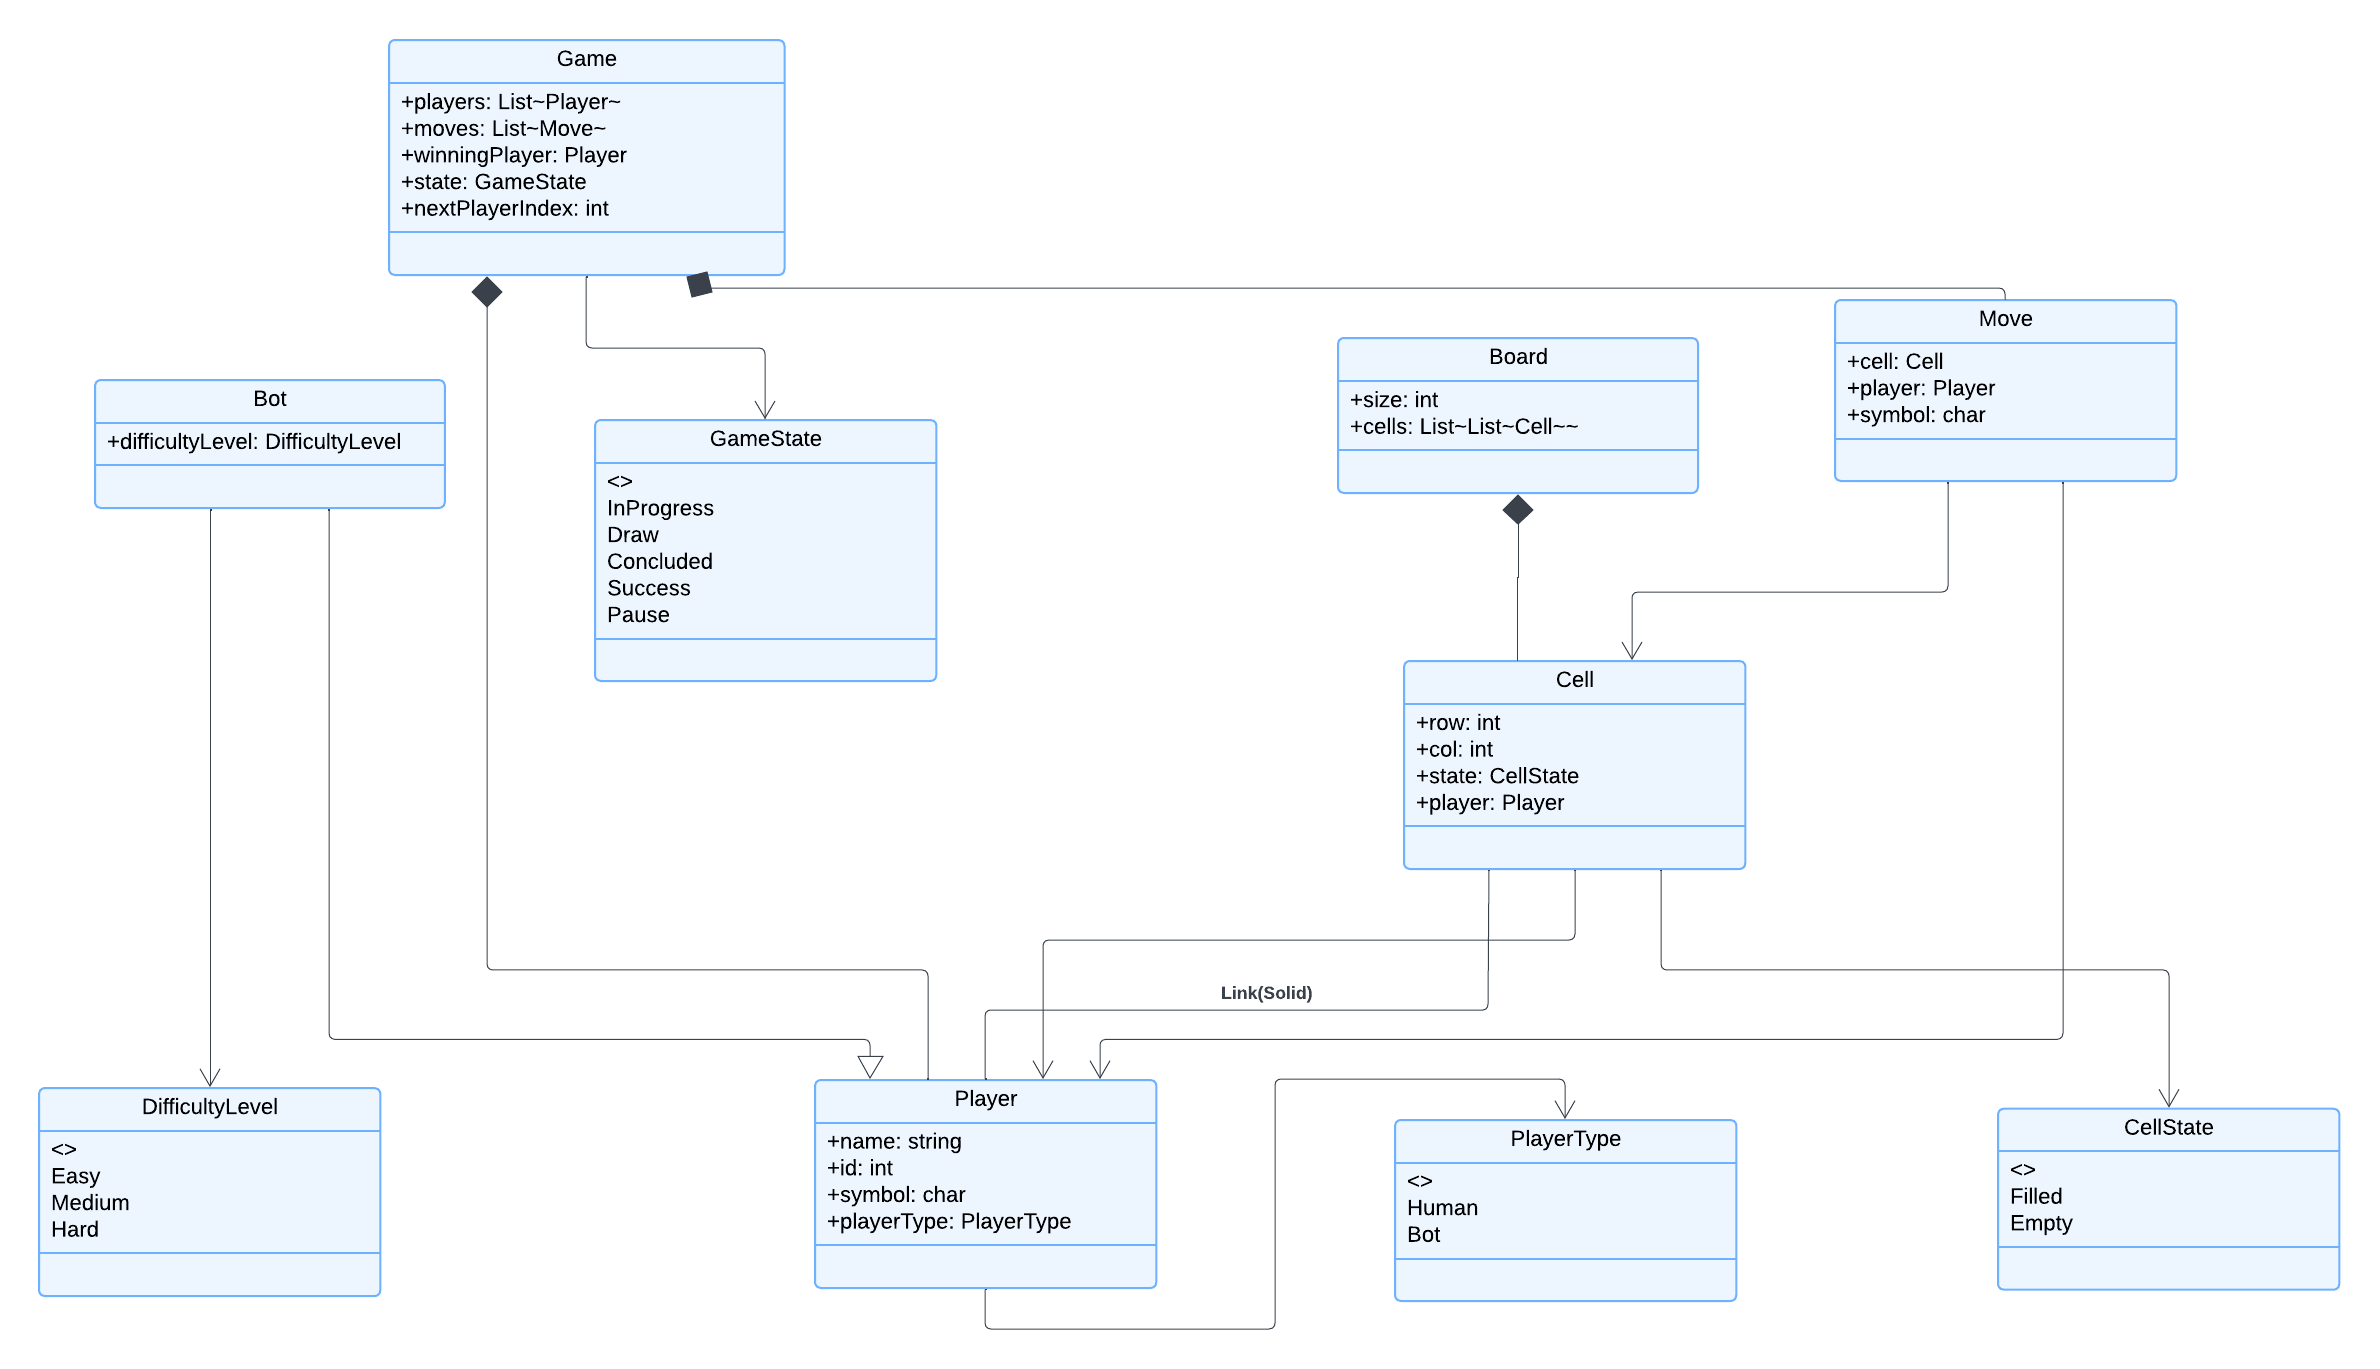 Game
+players: List~Player~
+moves: List~Move~
+winningPlayer: Player
+state: GameState
+nextPlayerIndex: int
Move
+cell: Cell
+player: Player
+symbol: char
Board
+size: int
+cells: List~List~Cell~~
Bot
+difficultyLevel: DifficultyLevel
GameState
<>
InProgress
Draw
Concluded
Success
Pause
Cell
+row: int
+col: int
+state: CellState
+player: Player
Link(Solid)
DifficultyLevel
<>
Easy
Medium
Hard
Player
+name: string
+id: int
+symbol: char
+playerType: PlayerType
PlayerType
<>
Human
Bot
CellState
<>
Filled
Empty